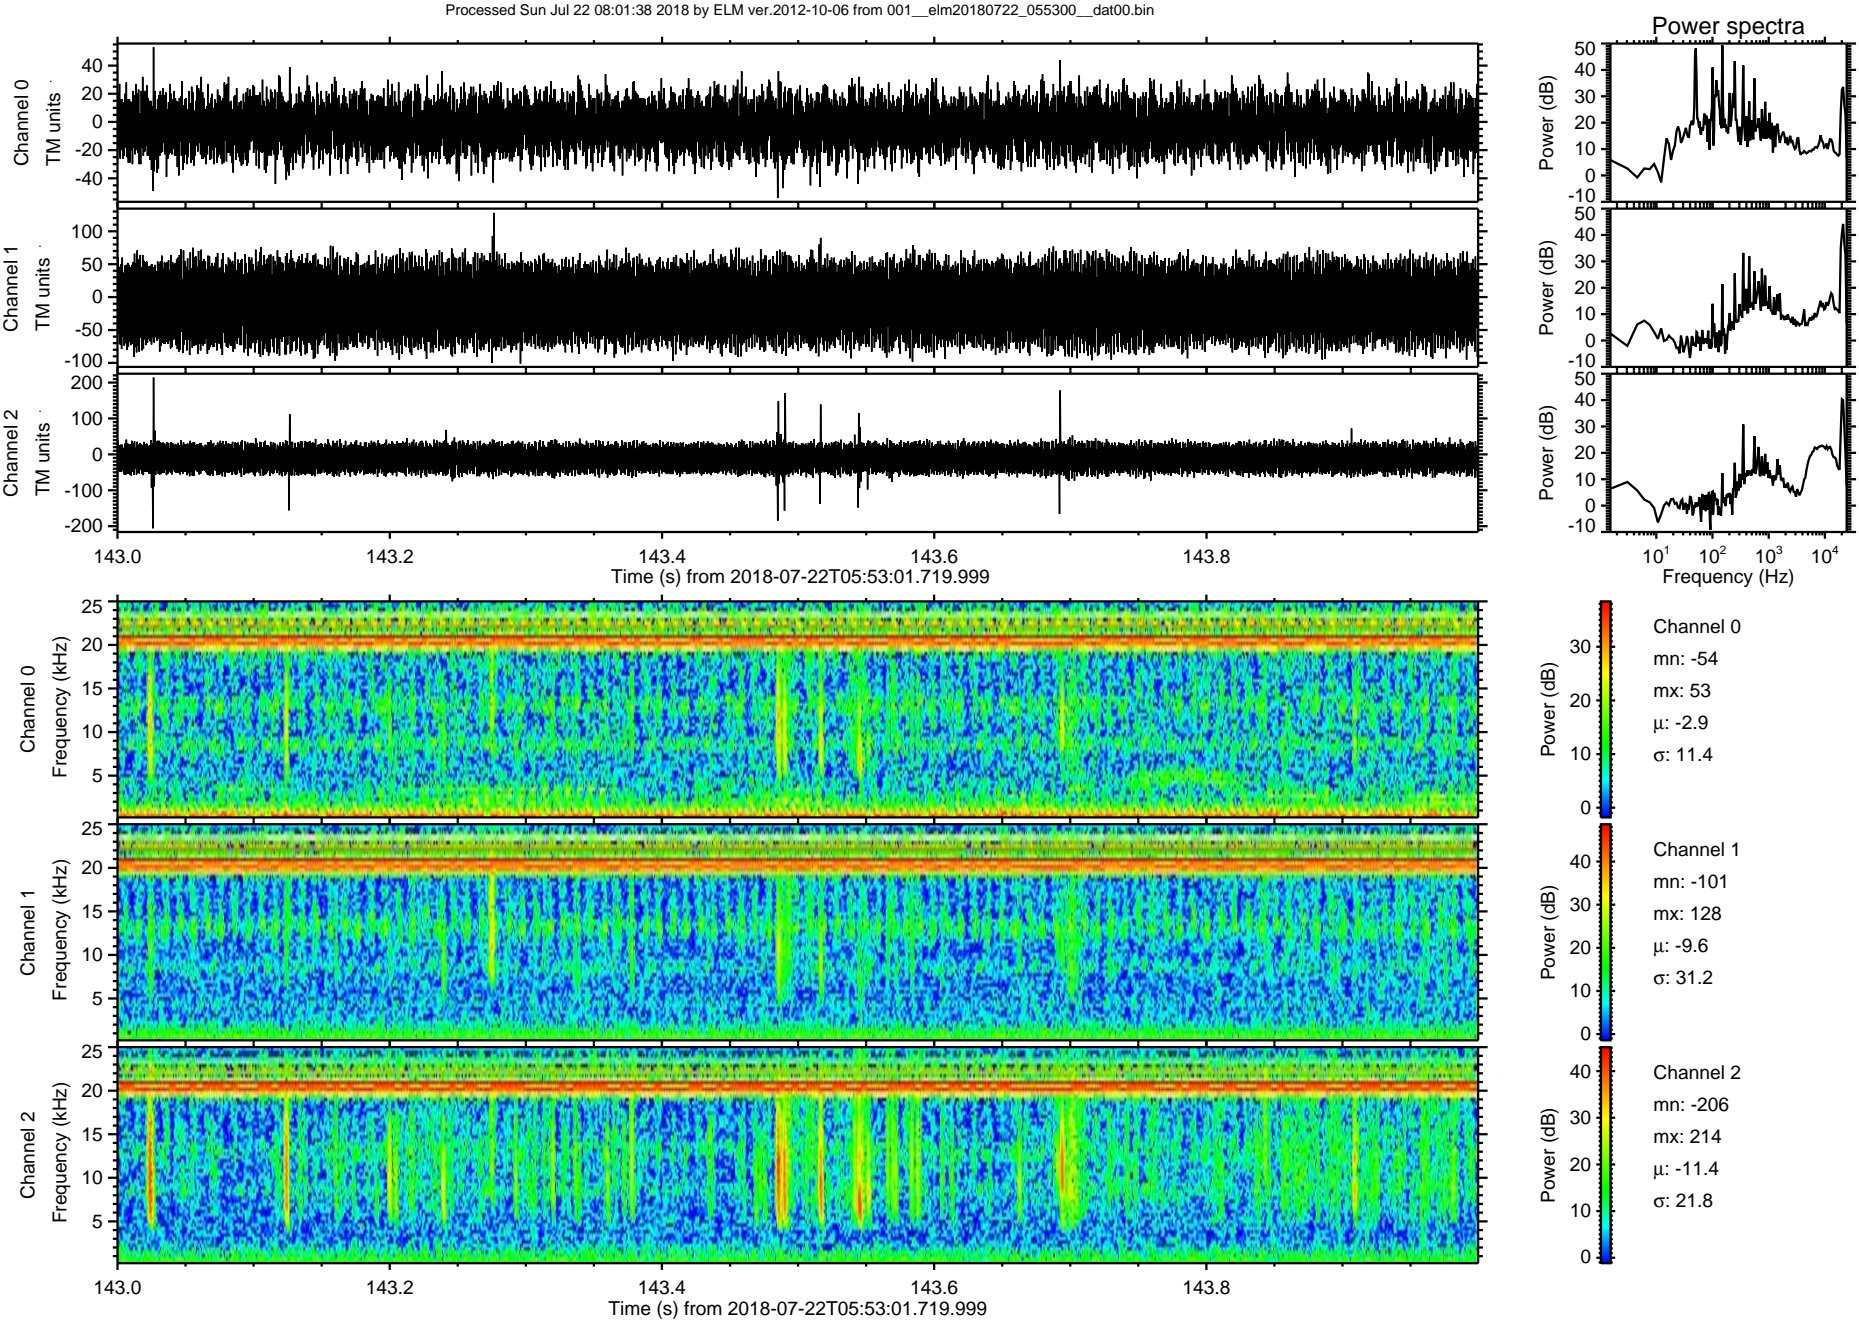 Processed Sun Jul 22 08:01:38 2018 by ELM ver.2012-10-06 from 001__elm20180722_055300__dat00.bin
Power spectra
Channel 0
TM units
40
20
0
-20
-40
Power (dB)
50
40
30
20
10
0
-10
Channel 1
TM units
100
50
0
-50
-100
Power (dB)
50
40
30
20
10
0
-10
Channel 2
TM units
200
100
0
-100
-200
Power (dB)
50
40
30
20
10
0
-10
143.0 143.2 143.4 143.6 143.8
Time (s) from 2018-07-22T05:53:01.719.999
10^1 10^2 10^3 10^4
Frequency (Hz)
Channel 0
Frequency (kHz)
25
20
15
10
5
Power (dB)
30
20
10
0
Channel 0
mn: -54
mx: 53
μ: -2.9
σ: 11.4
Channel 1
Frequency (kHz)
25
20
15
10
5
Power (dB)
40
30
20
10
0
Channel 1
mn: -101
mx: 128
μ: -9.6
σ: 31.2
Channel 2
Frequency (kHz)
25
20
15
10
5
Power (dB)
40
30
20
10
0
Channel 2
mn: -206
mx: 214
μ: -11.4
σ: 21.8
143.0 143.2 143.4 143.6 143.8
Time (s) from 2018-07-22T05:53:01.719.999